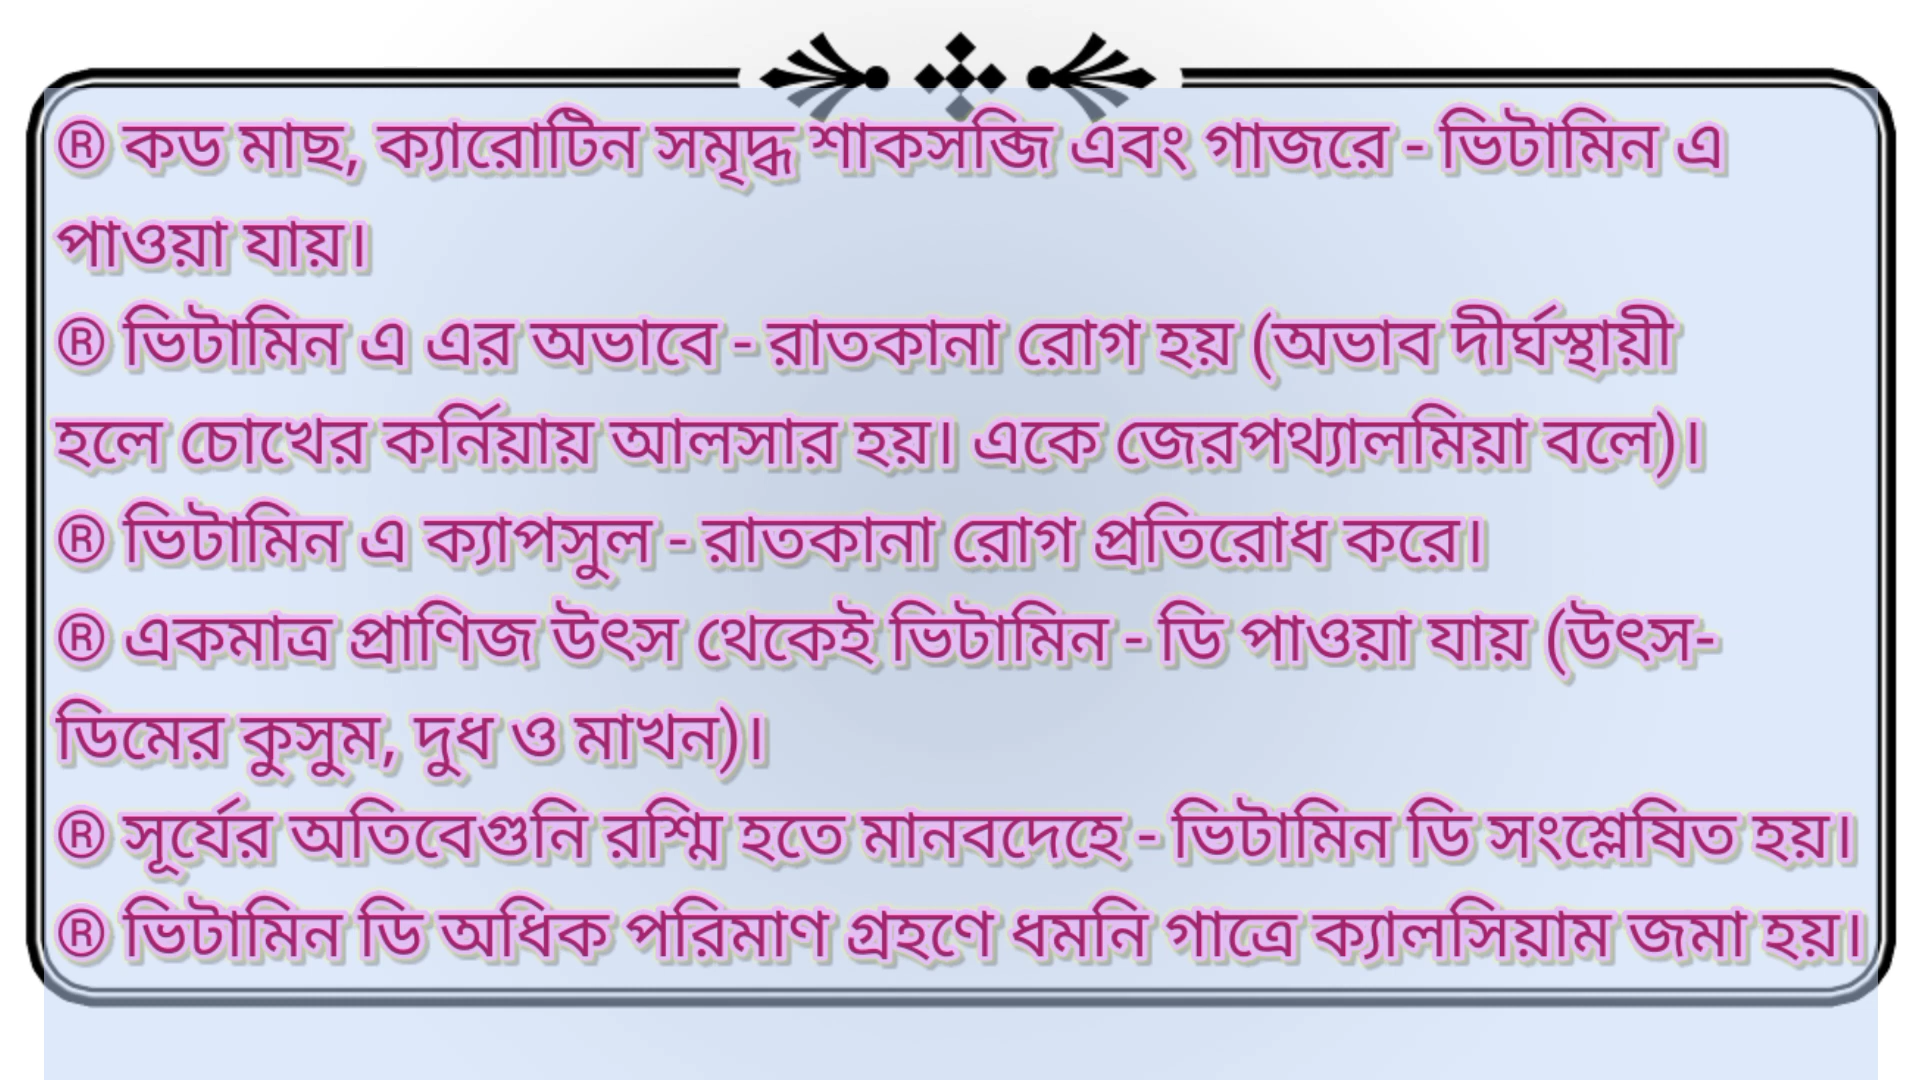 ® কড মাছ, ক্যারোটিন সমৃদ্ধ শাকসব্জি এবং গাজরে - ভিটামিন এ
পাওয়া যায়।
® ভিটামিন এ এর অভাবে - রাতকানা রোগ হয় (অভাব দীর্ঘস্থায়ী
হলে চোখের কর্নিয়ায় আলসার হয়। একে জেরপথ্যালমিয়া বলে)।
® ভিটামিন এ ক্যাপসুল - রাতকানা রোগ প্রতিরোধ করে।
® একমাত্র প্রাণিজ উৎস থেকেই ভিটামিন - ডি পাওয়া যায় (উৎস-
ডিমের কুসুম, দুধ ও মাখন)।
® সূর্যের অতিবেগুনি রশ্মি হতে মানবদেহে - ভিটামিন ডি সংশ্লেষিত হয়।
® ভিটামিন ডি অধিক পরিমাণ গ্রহণে ধমনি গাত্রে ক্যালসিয়াম জমা হয়।